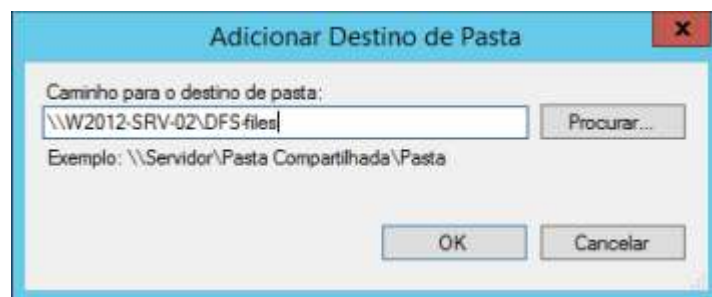 Adicionar Destino de Pasta
x
Caminho para o destino de pasta:
\\W2012-SRV-02\DFS-files
Procurar...
Exemplo: \\Servidor\Pasta Compartilhada\Pasta
OK
Cancelar